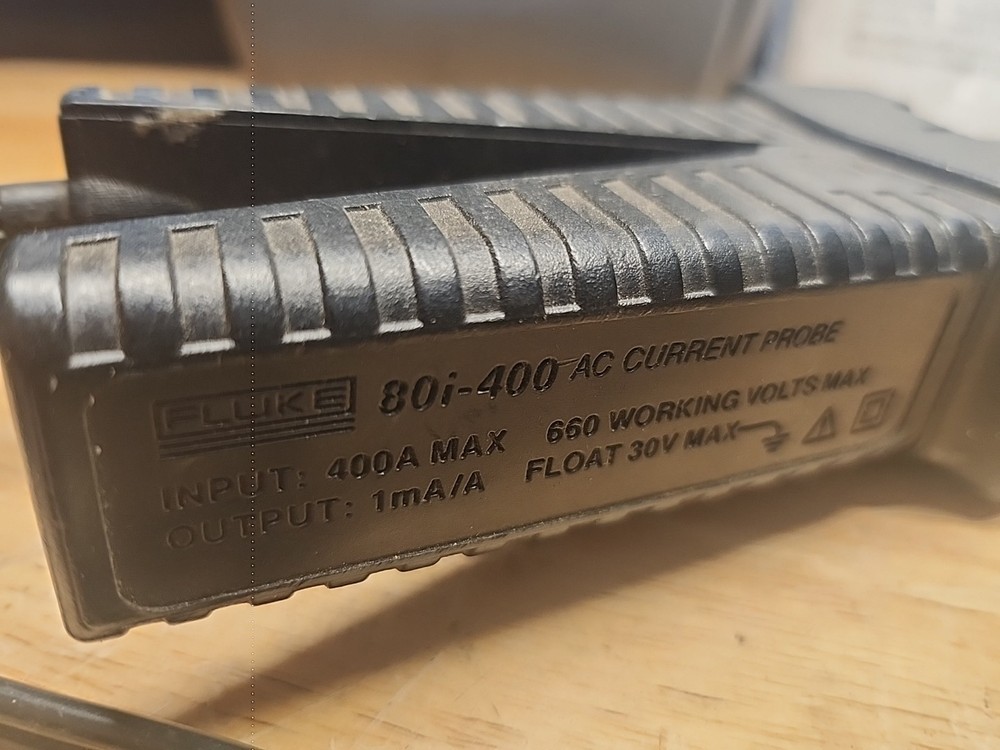 FLUKE 80i-400 AC CURRENT PROBE
INPUT: 400A MAX 660 WORKING VOLTS MAX
OUTPUT: 1mA/A FLOAT 30V MAX